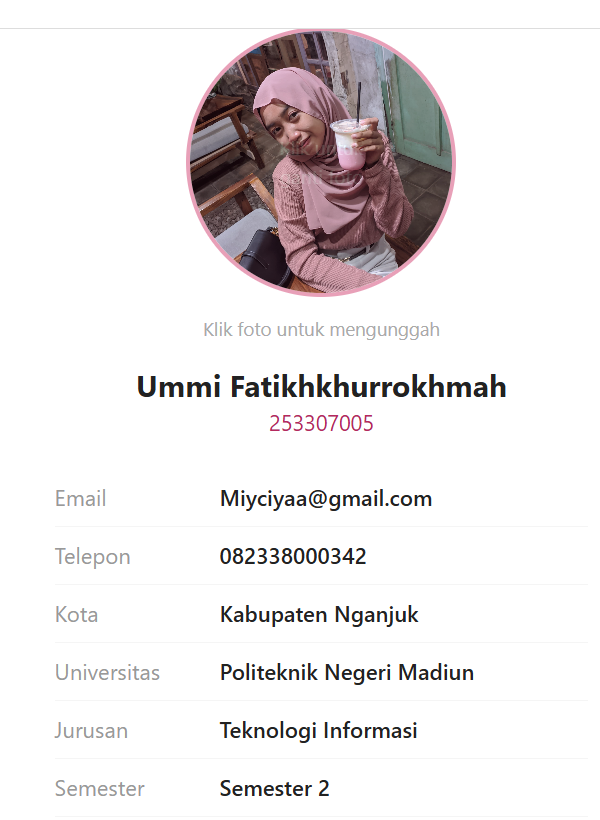 Klik foto untuk mengunggah
Ummi Fatikhkhurrokhmah
253307005
Email Miyciyaa@gmail.com
Telepon 082338000342
Kota Kabupaten Nganjuk
Universitas Politeknik Negeri Madiun
Jurusan Teknologi Informasi
Semester Semester 2